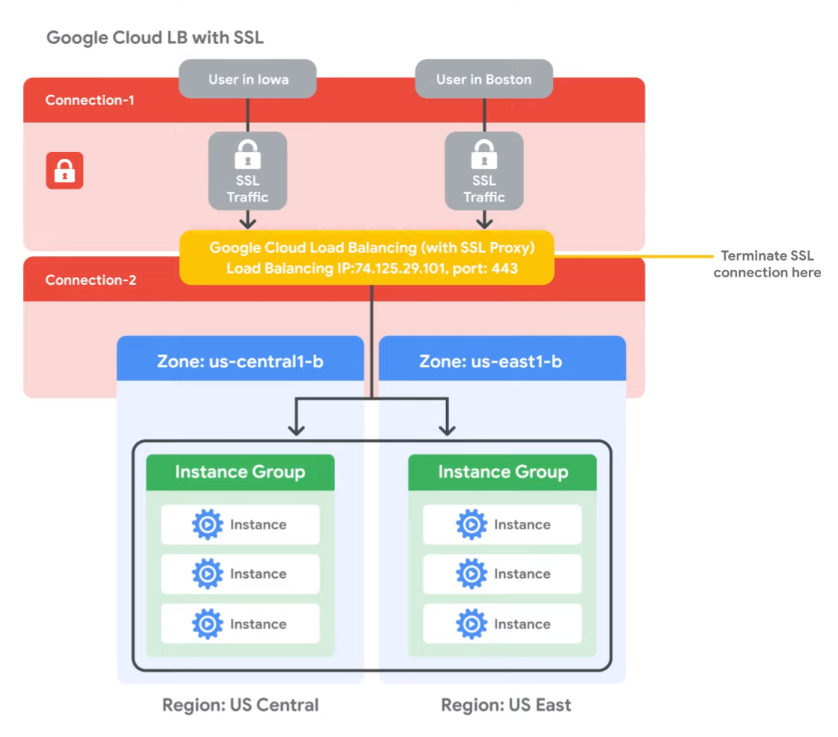 Google Cloud LB with SSL
User in Iowa
User in Boston
Connection-1
SSL
Traffic
SSL
Traffic
Google Cloud Load Balancing (with SSL Proxy)
Load Balancing IP:74.125.29.101, port: 443
Terminate SSL
connection here
Connection-2
Zone: us-central1-b
Zone: us-east1-b
Instance Group
Instance Group
Instance
Instance
Instance
Instance
Instance
Instance
Region: US Central
Region: US East